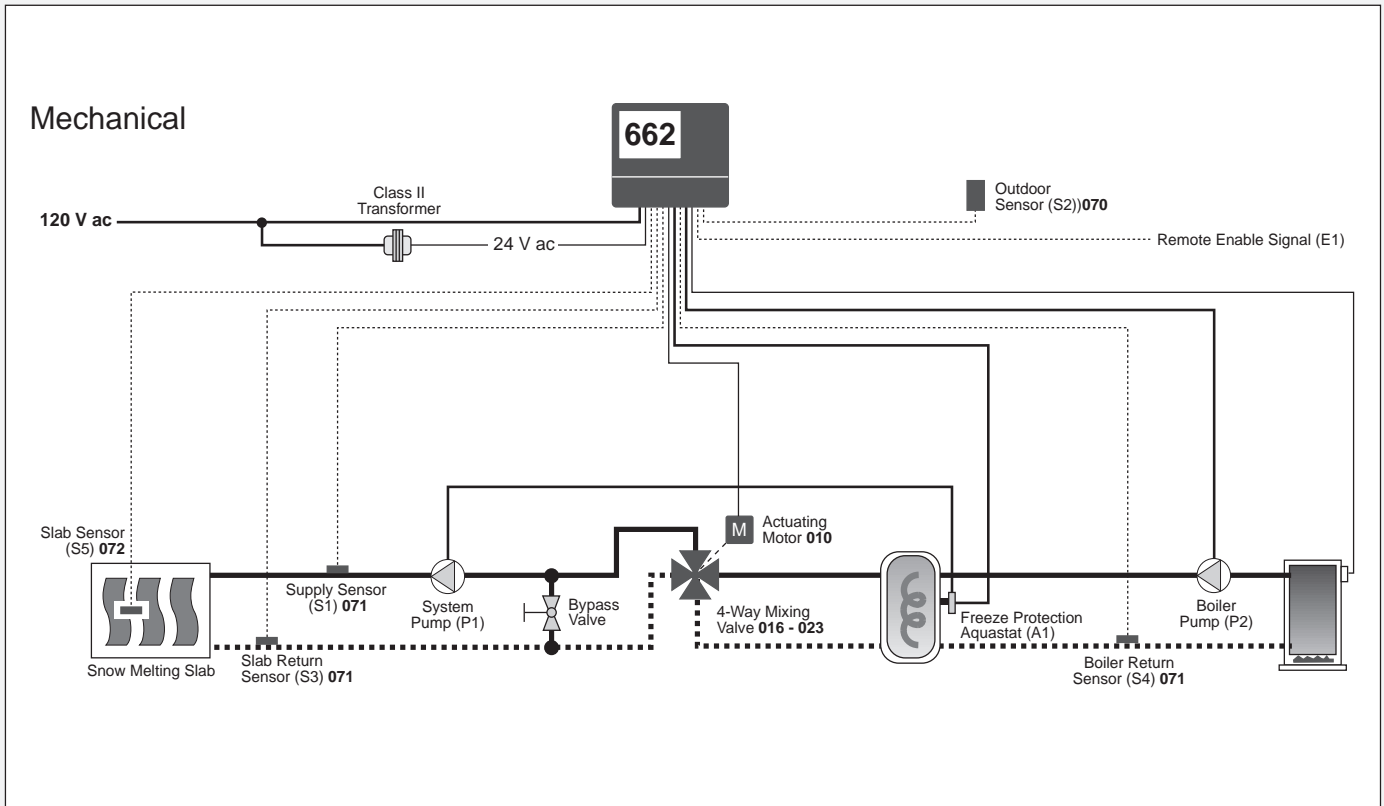 Mechanical
662
Class II
Transformer
120 V ac
24 V ac
Outdoor
Sensor (S2))070
Remote Enable Signal (E1)
Slab Sensor
(S5) 072
Supply Sensor
(S1) 071
System
Pump (P1)
Bypass
Valve
M
Actuating
Motor 010
4-Way Mixing
Valve 016 - 023
Freeze Protection
Aquastat (A1)
Boiler
Pump (P2)
Snow Melting Slab
Slab Return
Sensor (S3) 071
Boiler Return
Sensor (S4) 071